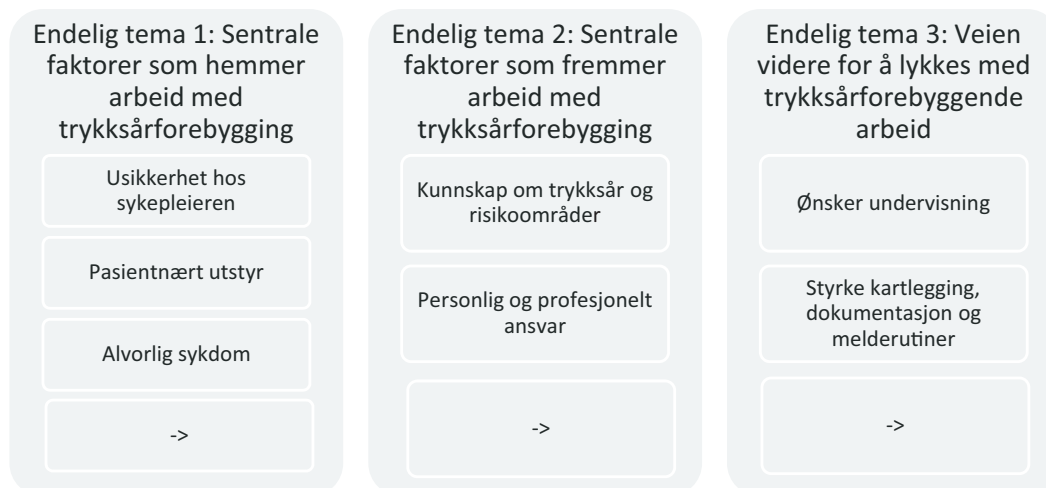 Endelig tema 1: Sentrale
faktorer som hemmer
arbeid med
trykksårforebygging
Usikkerhet hos
sykepleieren
Pasientnært utstyr
Alvorlig sykdom
->
Endelig tema 2: Sentrale
faktorer som fremmer
arbeid med
trykksårforebygging
Kunnskap om trykksår og
risikoområder
Personlig og profesjonelt
ansvar
->
Endelig tema 3: Veien
videre for å lykkes med
trykksårforebyggende
arbeid
Ønsker undervisning
Styrke kartlegging,
dokumentasjon og
melderutiner
->